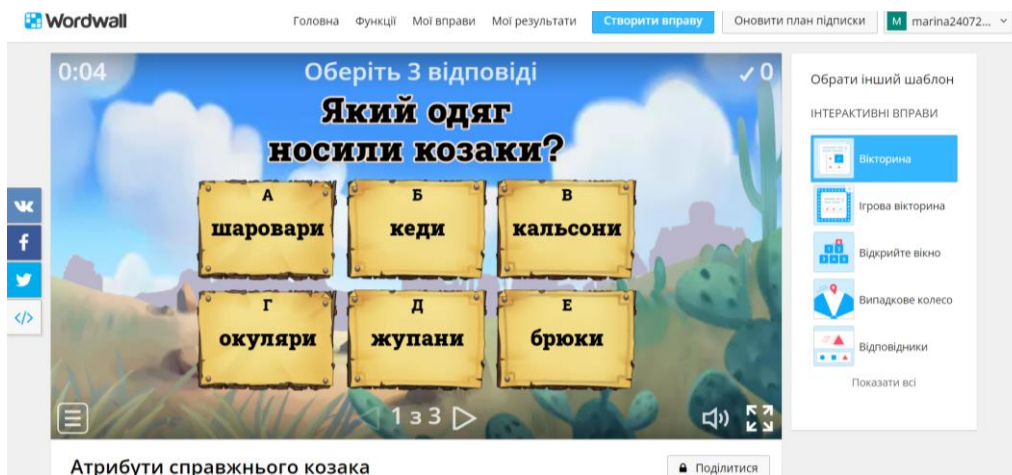 Wordwall
Головна Функції Мої вправи Мої результати Створити вправу Оновити план підписки M marina24072...
0:04 Оберіть 3 відповіді ✓ 0
Який одяг
носили козаки?
А Б В
шаровари кеди кальсони
Г Д Е
окуляри жупани брюки
1 з 3
Атрибути справжнього козака
Поділитися
Обрати інший шаблон
ІНТЕРАКТИВНІ ВПРАВИ
Вікторина
Ігрова вікторина
Відкрийте вікно
Випадкове колесо
Відповідники
Показати всі